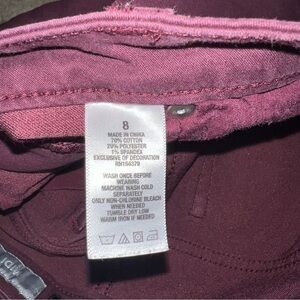 8
MADE IN CHINA
70% COTTON
29% POLYESTER
1% SPANDEX
EXCLUSIVE OF DECORATION
WASH ONCE BEFORE
WEARING
MACHINE WASH COLD
SEPARATELY
ONLY NON-CHLORINE BLEACH
WHEN NEEDED
TUMBLE DRY LOW
WARM IRON IF NEEDED